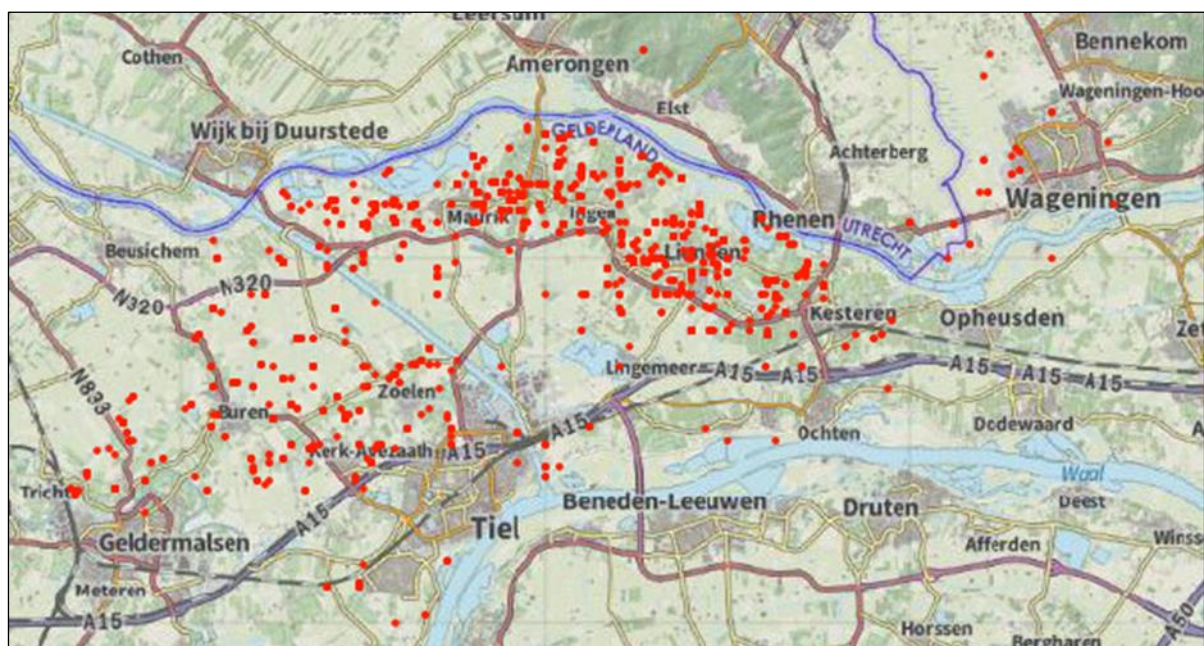 Leersum
Bennekom
Cothen
Amerongen
Wageningen-Hoo
Elst
Wijk bij Duurstede
GELDERLAND
Achterberg
Wageningen
Maurik
Ingen
Rhenen
UTRECHT
Beusichem
Lienden
N320
N320
Kesteren
Opheusden
Ze
Lingemeer
A15
A15
A15
A15
A15
N833
Zoelen
Buren
A15
Ochten
Dodewaard
A
Kerk-Avezaath
A15
Waal
Tricht
Beneden-Leeuwen
Deest
Druten
A15
Tiel
Geldermalsen
Afferden
Winss
Meteren
A15
A50
Horssen
Bergharen